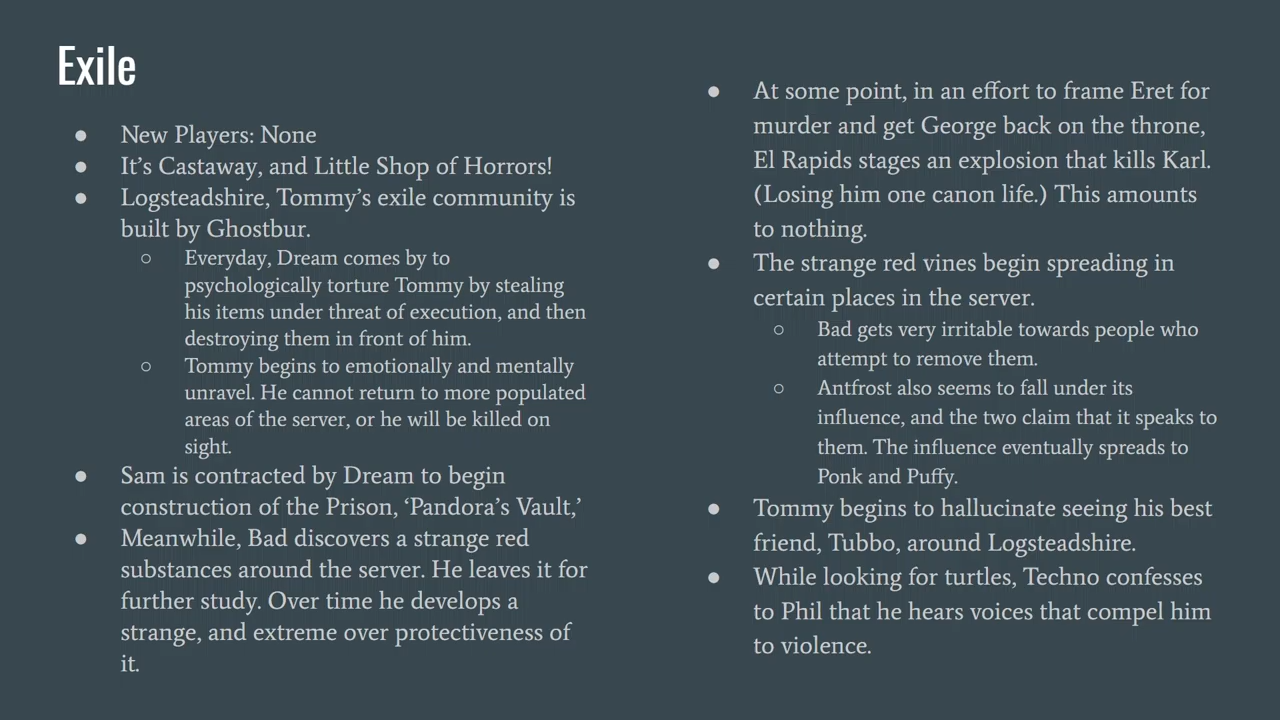 Exile
● New Players: None
● It's Castaway, and Little Shop of Horrors!
● Logsteadshire, Tommy's exile community is
built by Ghostbur.
○ Everyday, Dream comes by to
psychologically torture Tommy by stealing
his items under threat of execution, and then
destroying them in front of him.
○ Tommy begins to emotionally and mentally
unravel. He cannot return to more populated
areas of the server, or he will be killed on
sight.
● Sam is contracted by Dream to begin
construction of the Prison, ‘Pandora's Vault,’
● Meanwhile, Bad discovers a strange red
substances around the server. He leaves it for
further study. Over time he develops a
strange, and extreme over protectiveness of
it.
● At some point, in an effort to frame Eret for
murder and get George back on the throne,
El Rapids stages an explosion that kills Karl.
(Losing him one canon life.) This amounts
to nothing.
● The strange red vines begin spreading in
certain places in the server.
○ Bad gets very irritable towards people who
attempt to remove them.
○ Antfrost also seems to fall under its
influence, and the two claim that it speaks to
them. The influence eventually spreads to
Ponk and Puffy.
● Tommy begins to hallucinate seeing his best
friend, Tubbo, around Logsteadshire.
● While looking for turtles, Techno confesses
to Phil that he hears voices that compel him
to violence.